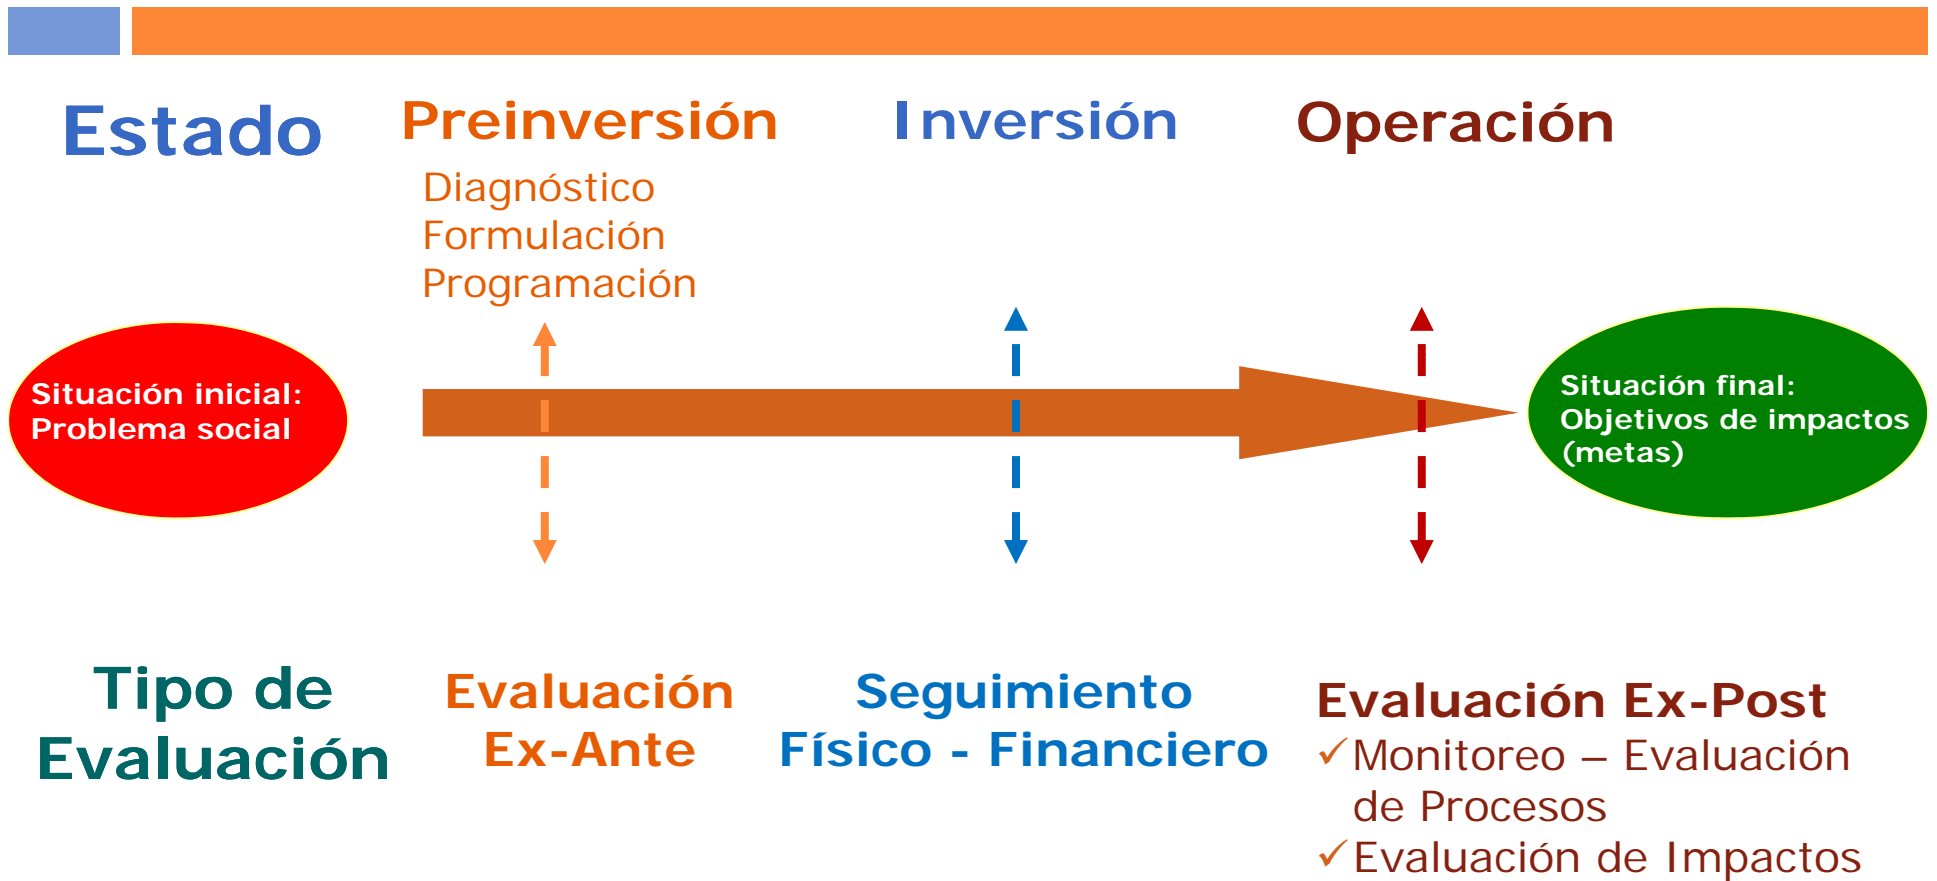 Estado
Preinversión
Inversión
Operación
Diagnóstico
Formulación
Programación
Situación inicial:
Problema social
Situación final:
Objetivos de impactos
(metas)
Tipo de
Evaluación
Evaluación
Ex-Ante
Seguimiento
Físico - Financiero
Evaluación Ex-Post
✓Monitoreo – Evaluación
de Procesos
✓Evaluación de Impactos